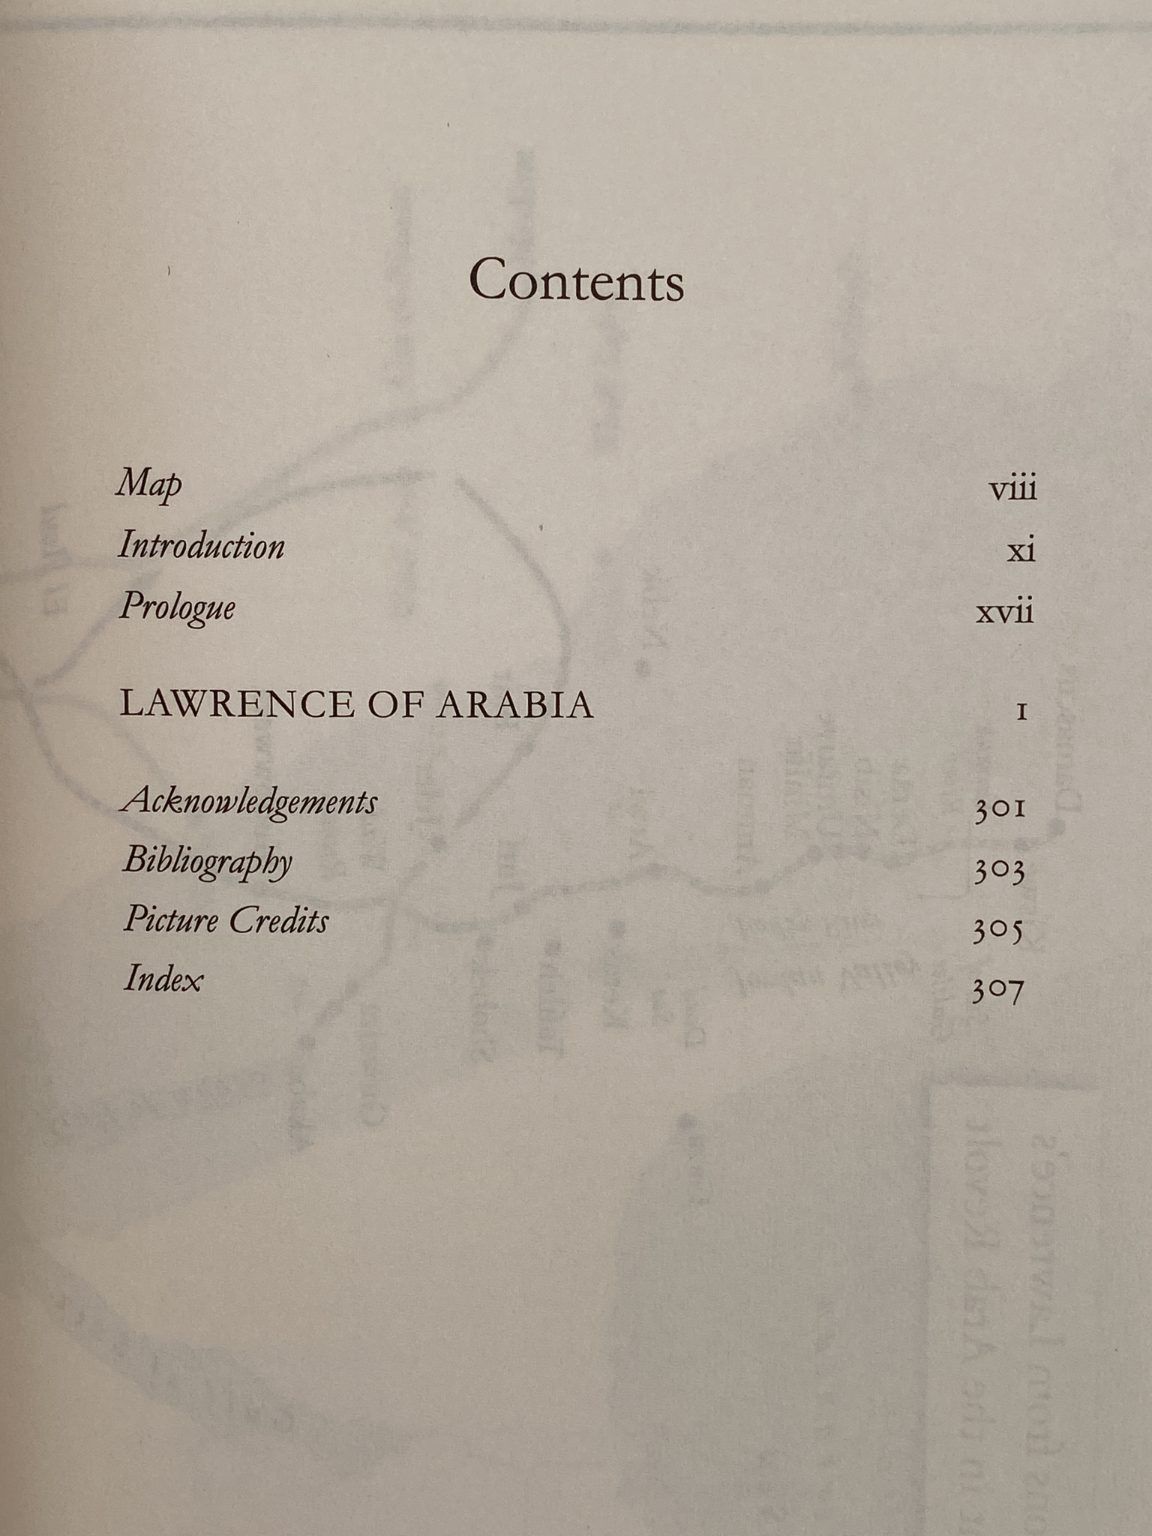 Contents
Map viii
Introduction xi
Prologue xvii
LAWRENCE OF ARABIA 1
Acknowledgements 301
Bibliography 303
Picture Credits 305
Index 307